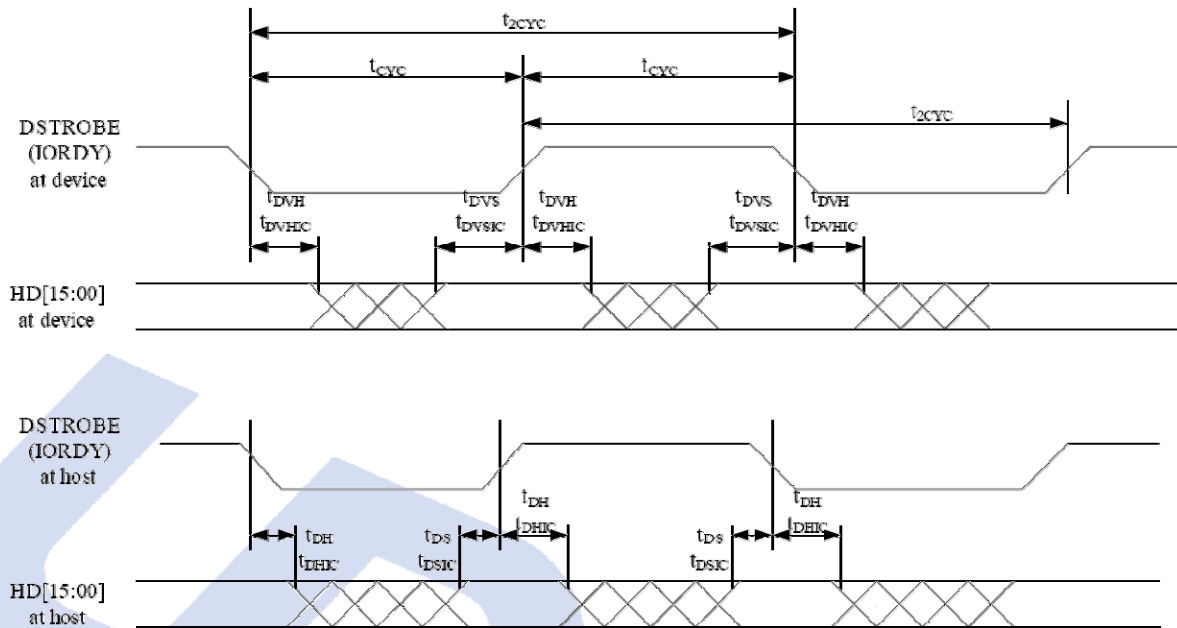 t2CYC
tCYC tCYC
t2CYC
DSTROBE
(IORDY)
at device
tDVH tDVS tDVH tDVS tDVH
tDVHIC tDVSIC tDVHIC tDVSIC tDVHIC
HD[15:00]
at device
DSTROBE
(IORDY)
at host
tDH tDH
tDHIC tDHIC
tDH tDS tDS
tDHIC tDSIC tDSIC
HD[15:00]
at host